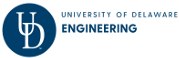 UD
UNIVERSITY OF DELAWARE
ENGINEERING